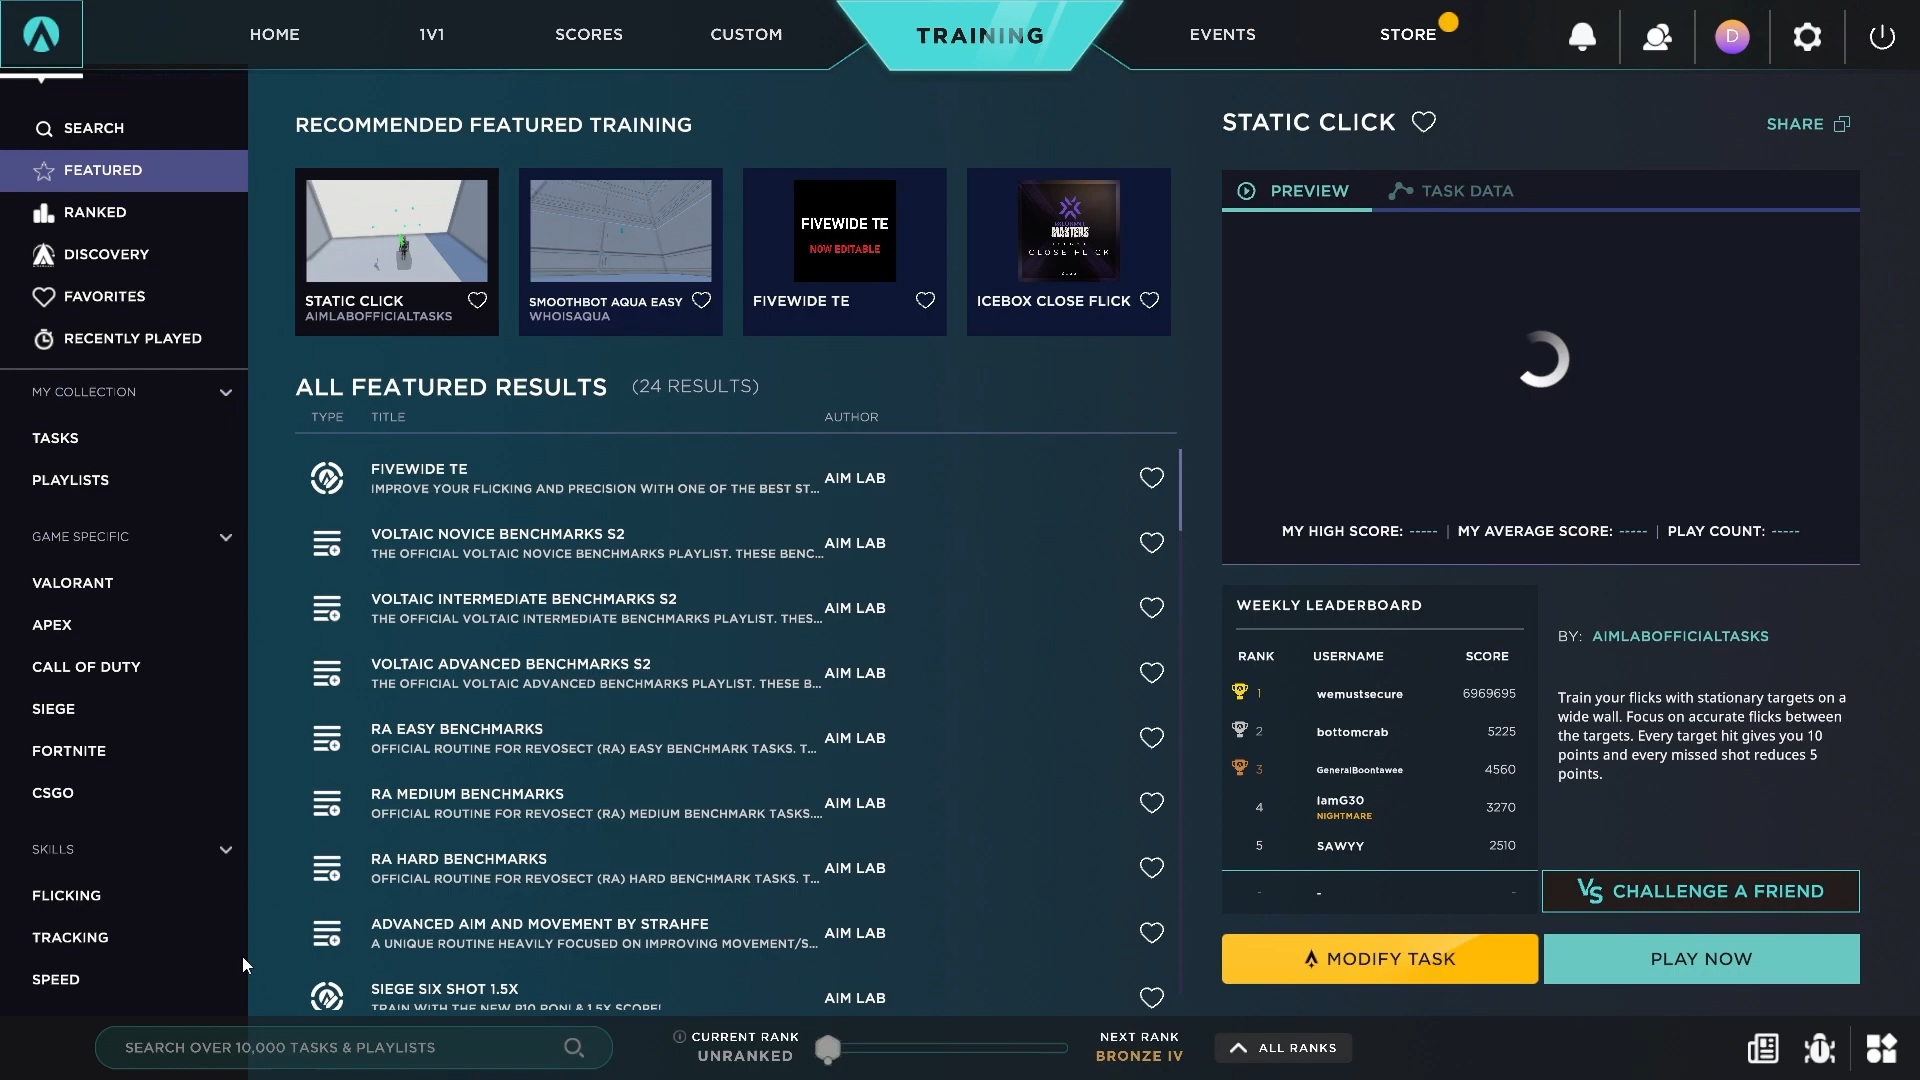 HOME
1V1
SCORES
CUSTOM
TRAINING
EVENTS
STORE
D
SEARCH
FEATURED
RANKED
DISCOVERY
FAVORITES
RECENTLY PLAYED
MY COLLECTION
TASKS
PLAYLISTS
GAME SPECIFIC
VALORANT
APEX
CALL OF DUTY
SIEGE
FORTNITE
CSGO
SKILLS
FLICKING
TRACKING
SPEED
RECOMMENDED FEATURED TRAINING
STATIC CLICK
AIMLABOFFICIALTASKS
SMOOTHBOT AQUA EASY
WHOISAQUA
FIVEWIDE TE
NOW EDITABLE
FIVEWIDE TE
MASTERS
CLOSE FLICK
ICEBOX CLOSE FLICK
ALL FEATURED RESULTS (24 RESULTS)
TYPE TITLE AUTHOR
FIVEWIDE TE
IMPROVE YOUR FLICKING AND PRECISION WITH ONE OF THE BEST ST...
AIM LAB
VOLTAIC NOVICE BENCHMARKS S2
THE OFFICIAL VOLTAIC NOVICE BENCHMARKS PLAYLIST. THESE BENC...
AIM LAB
VOLTAIC INTERMEDIATE BENCHMARKS S2
THE OFFICIAL VOLTAIC INTERMEDIATE BENCHMARKS PLAYLIST. THES...
AIM LAB
VOLTAIC ADVANCED BENCHMARKS S2
THE OFFICIAL VOLTAIC ADVANCED BENCHMARKS PLAYLIST. THESE B...
AIM LAB
RA EASY BENCHMARKS
OFFICIAL ROUTINE FOR REVOSECT (RA) EASY BENCHMARK TASKS. T...
AIM LAB
RA MEDIUM BENCHMARKS
OFFICIAL ROUTINE FOR REVOSECT (RA) MEDIUM BENCHMARK TASKS....
AIM LAB
RA HARD BENCHMARKS
OFFICIAL ROUTINE FOR REVOSECT (RA) HARD BENCHMARK TASKS. T...
AIM LAB
ADVANCED AIM AND MOVEMENT BY STRAHFE
A UNIQUE ROUTINE HEAVILY FOCUSED ON IMPROVING MOVEMENT/S...
AIM LAB
SIEGE SIX SHOT 1.5X
TRAIN WITH THE NEW R10 RONI & 1.5X SCOPE!
AIM LAB
STATIC CLICK
SHARE
PREVIEW
TASK DATA
MY HIGH SCORE: ----- | MY AVERAGE SCORE: ----- | PLAY COUNT: -----
WEEKLY LEADERBOARD
RANK USERNAME SCORE
1 wemustsecure 6969695
2 bottomcrab 5225
3 GeneralBoontawee 4560
4 IamG30 3270
NIGHTMARE
5 SAWYY 2510
- - -
BY: AIMLABOFFICIALTASKS
Train your flicks with stationary targets on a
wide wall. Focus on accurate flicks between
the targets. Every target hit gives you 10
points and every missed shot reduces 5
points.
VS CHALLENGE A FRIEND
MODIFY TASK
PLAY NOW
SEARCH OVER 10,000 TASKS & PLAYLISTS
CURRENT RANK
UNRANKED
NEXT RANK
BRONZE IV
ALL RANKS